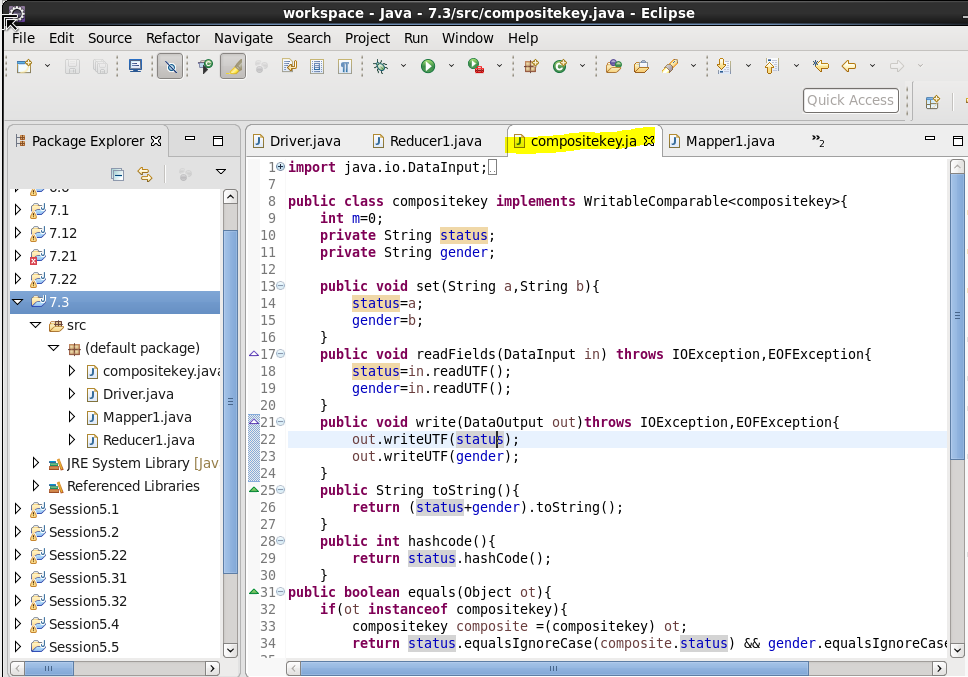 workspace - Java - 7.3/src/compositekey.java - Eclipse
File Edit Source Refactor Navigate Search Project Run Window Help
Quick Access
Package Explorer
7.1
7.12
7.21
7.22
7.3
src
(default package)
compositekey.java
Driver.java
Mapper1.java
Reducer1.java
JRE System Library [Jav
Referenced Libraries
Session5.1
Session5.2
Session5.22
Session5.31
Session5.32
Session5.4
Session5.5
Driver.java Reducer1.java compositekey.ja Mapper1.java »2
1 import java.io.DataInput;
7
8 public class compositekey implements WritableComparable<compositekey>{
9 int m=0;
10 private String status;
11 private String gender;
12
13 public void set(String a,String b){
14 status=a;
15 gender=b;
16 }
17 public void readFields(DataInput in) throws IOException,EOFException{
18 status=in.readUTF();
19 gender=in.readUTF();
20 }
21 public void write(DataOutput out)throws IOException,EOFException{
22 out.writeUTF(status);
23 out.writeUTF(gender);
24 }
25 public String toString(){
26 return (status+gender).toString();
27 }
28 public int hashcode(){
29 return status.hashCode();
30 }
31 public boolean equals(Object ot){
32 if(ot instanceof compositekey){
33 compositekey composite =(compositekey) ot;
34 return status.equalsIgnoreCase(composite.status) && gender.equalsIgnoreCase